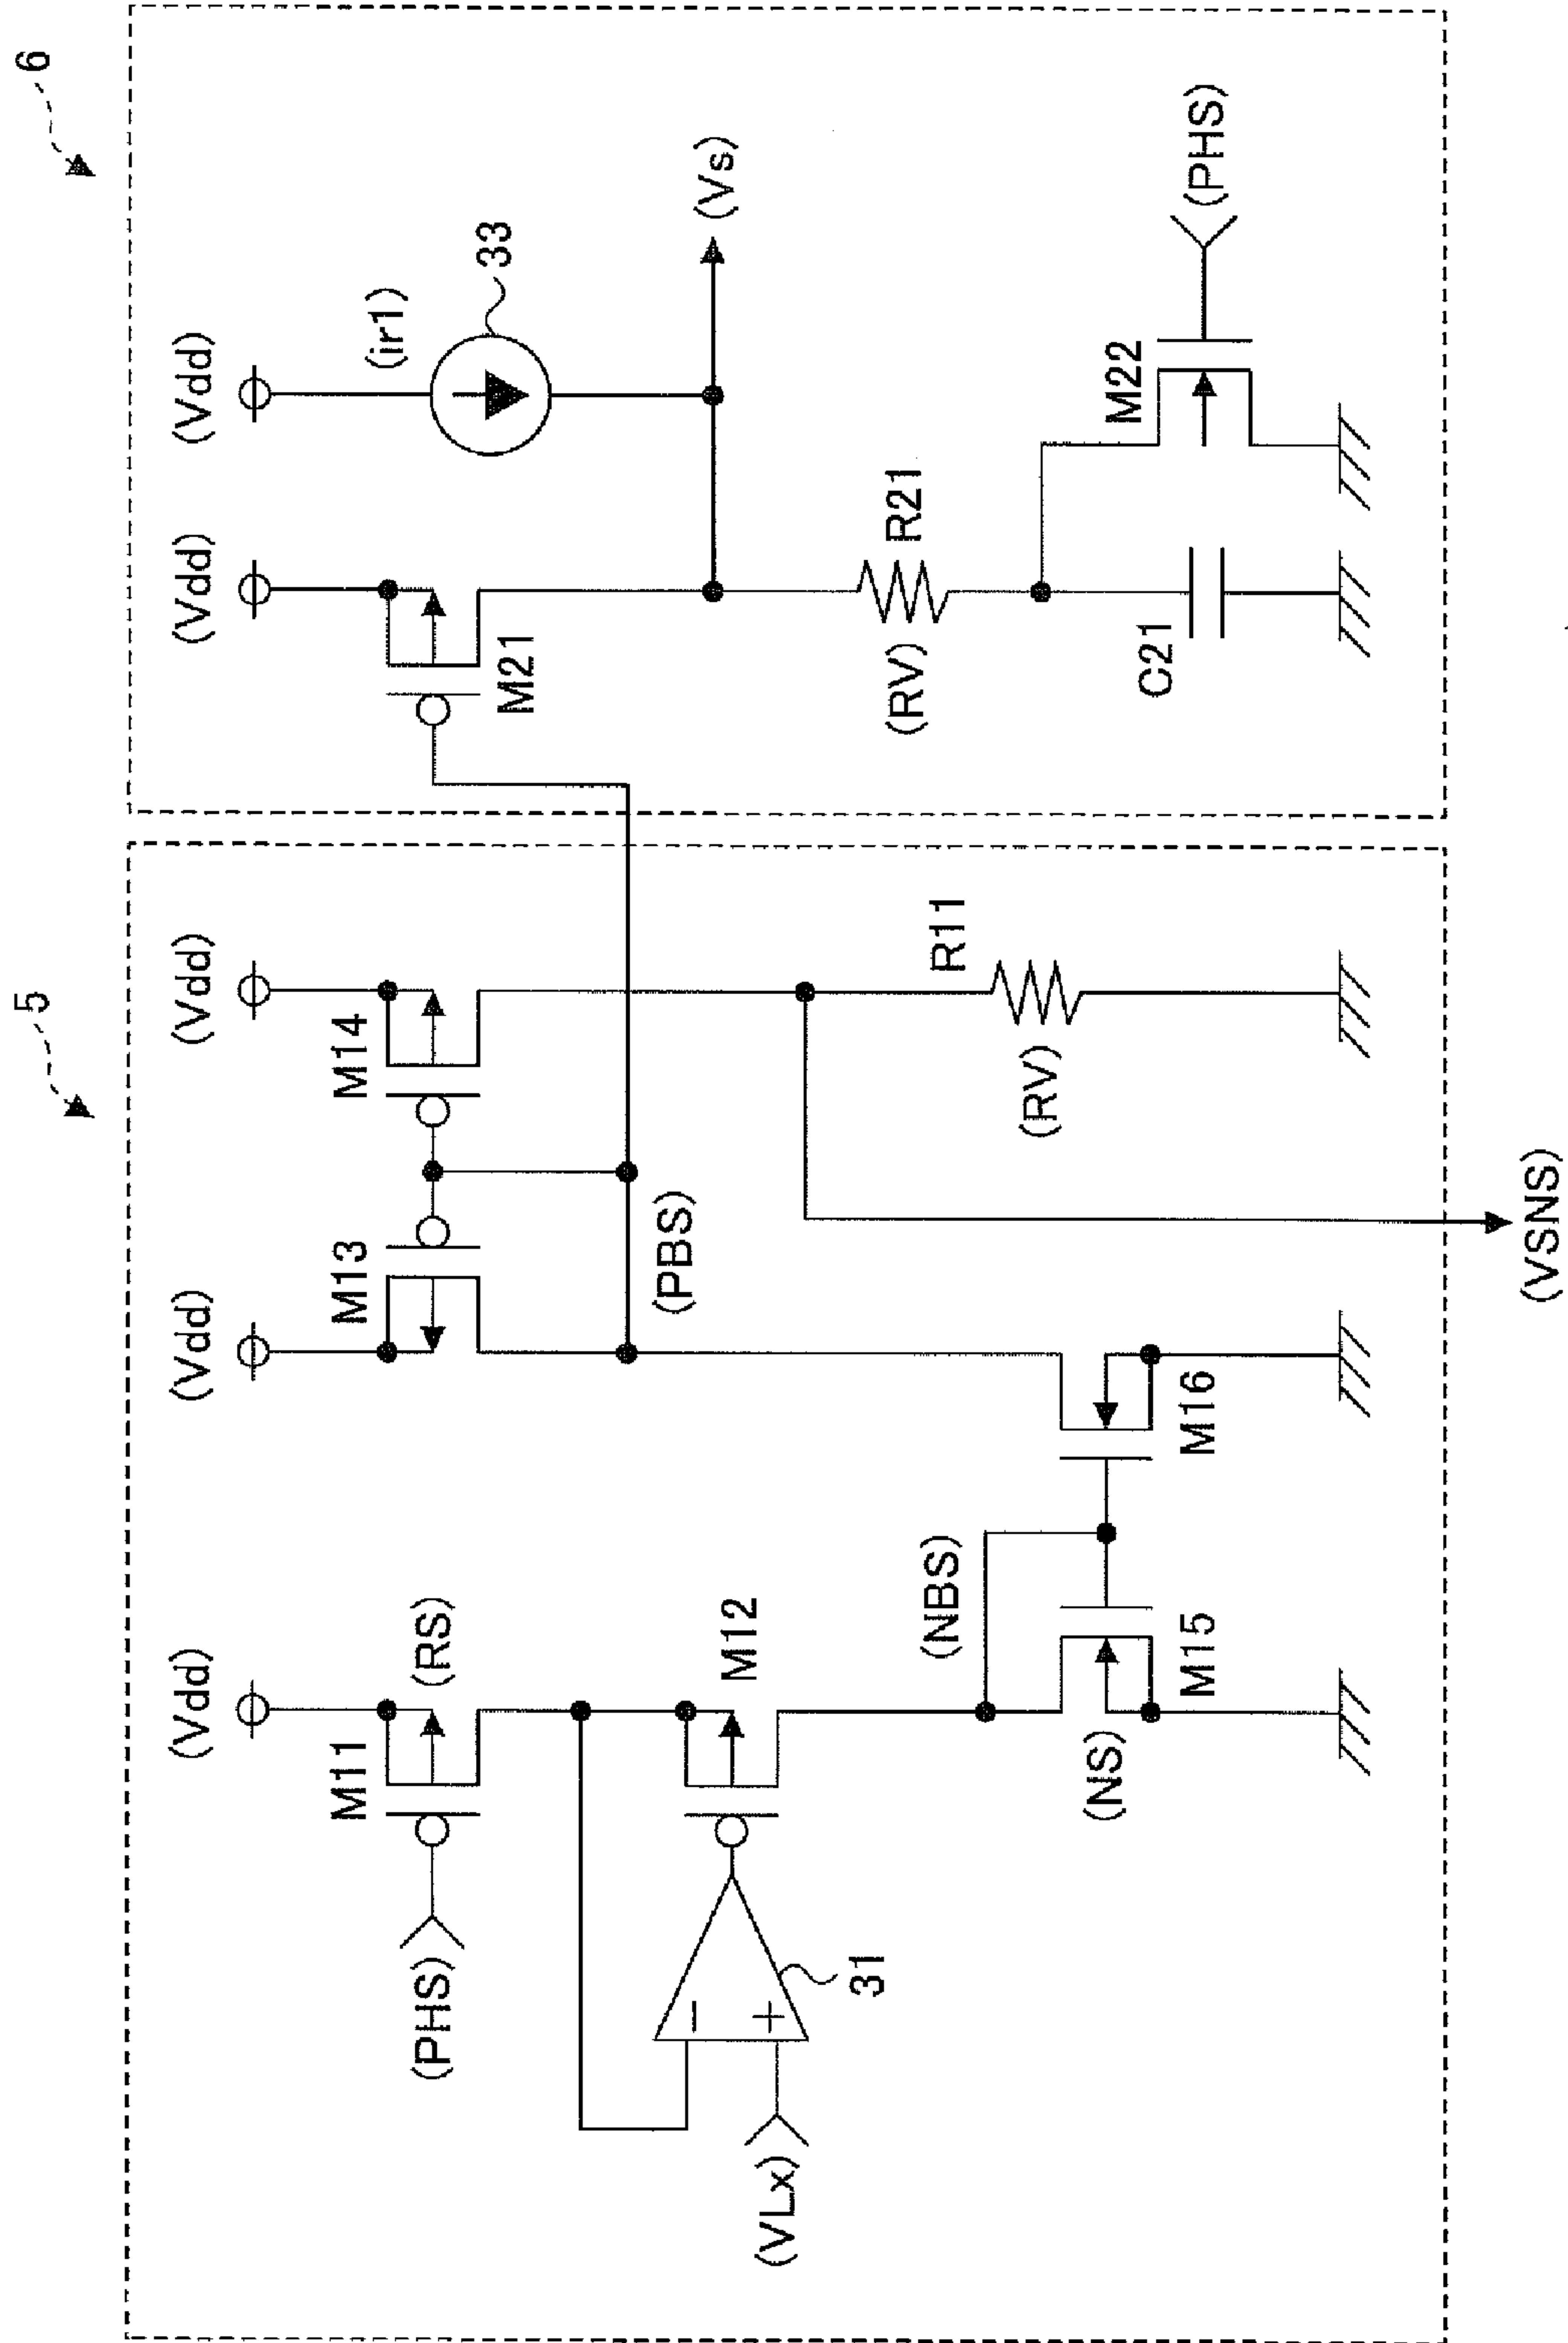 5
6
(Vdd)
(Vdd)
(Vdd)
(Vdd)
(Vdd)
(PHS)
M11
(RS)
M13
M14
M21
(ir1)
33
(VLx)
-
+
31
M12
(PBS)
(Vs)
(NBS)
(NS)
M15
M16
(RV)
R11
(RV)
R21
C21
M22
(PHS)
(VSNS)